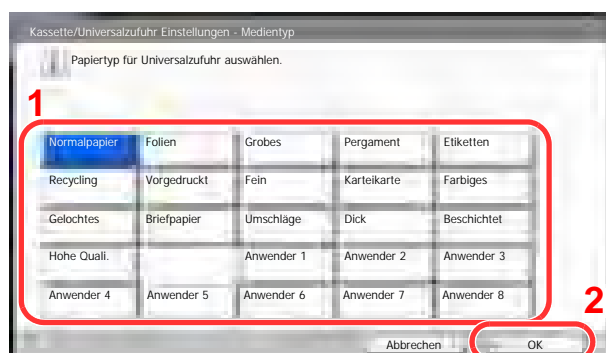 Kassette/Universalzufuhr Einstellungen - Medientyp
Papiertyp für Universalzufuhr auswählen.
1
Normalpapier Folien Grobes Pergament Etiketten
Recycling Vorgedruckt Fein Karteikarte Farbiges
Gelochtes Briefpapier Umschläge Dick Beschichtet
Hohe Quali. Anwender 1 Anwender 2 Anwender 3
Anwender 4 Anwender 5 Anwender 6 Anwender 7 Anwender 8
2
Abbrechen OK